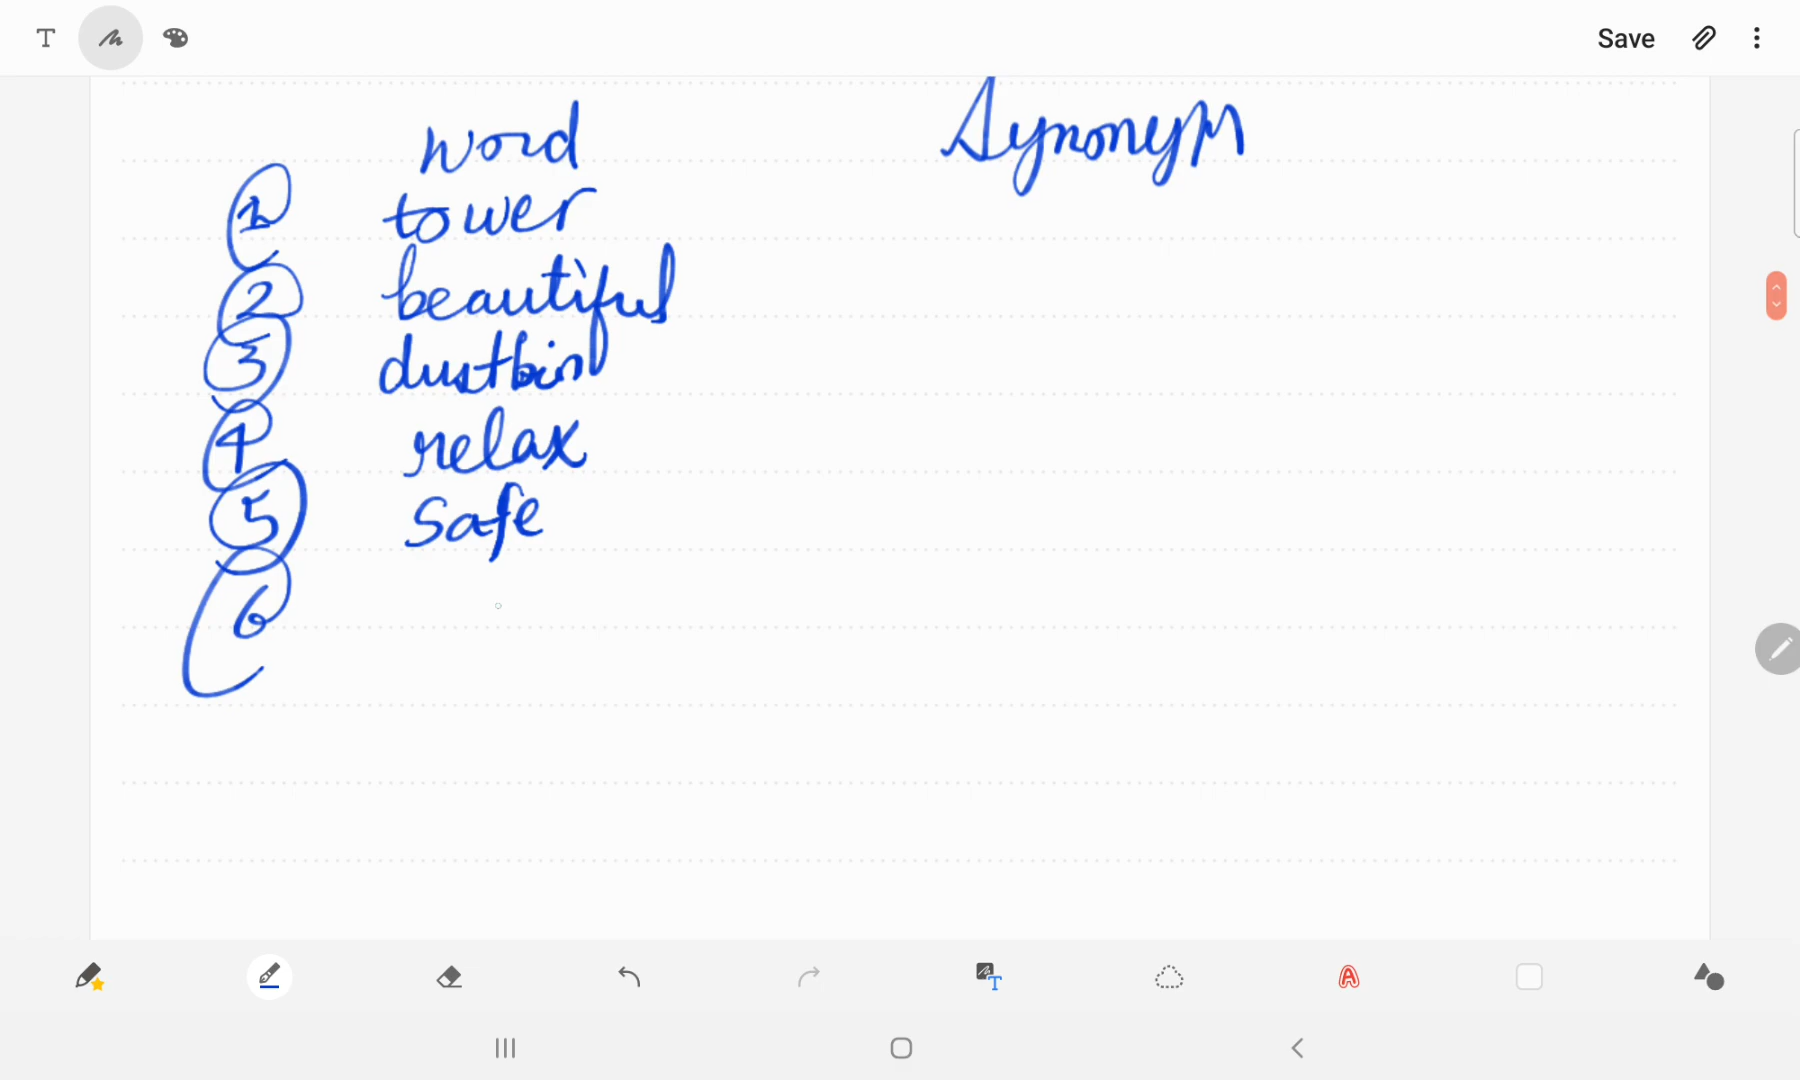 T Save
word Synonym
1 tower
2 beautiful
3 dustbin
4 relax
5 Safe
6
T
A